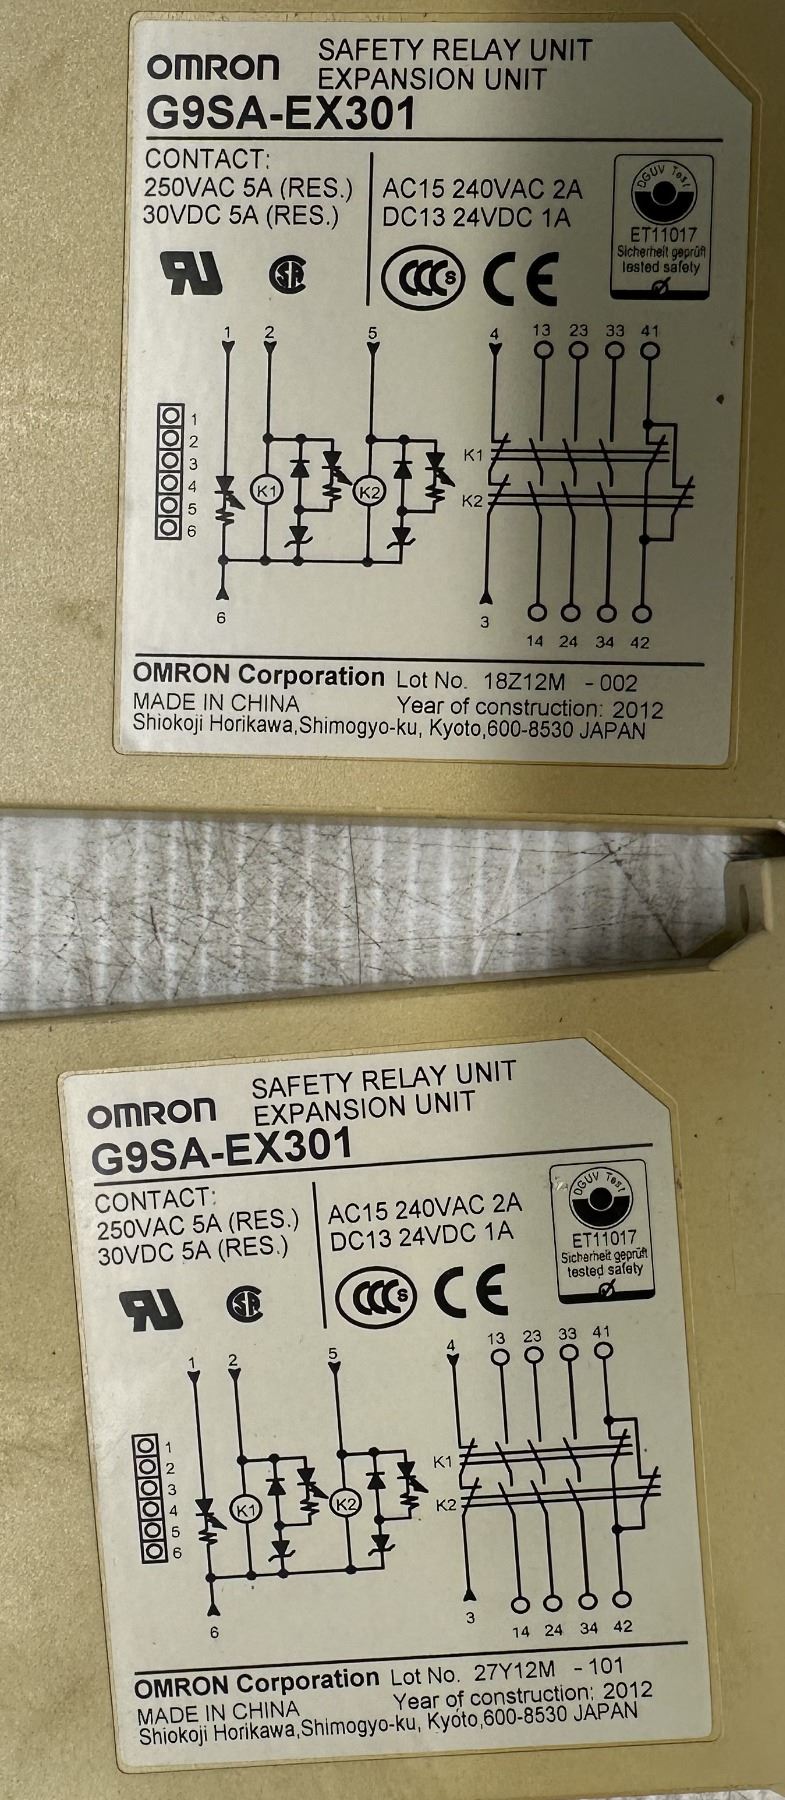 OMRON
SAFETY RELAY UNIT
EXPANSION UNIT
G9SA-EX301
CONTACT:
250VAC 5A (RES.)
30VDC 5A (RES.)
AC15 240VAC 2A
DC13 24VDC 1A
DGUV Test
ET11017
Sicherheit geprüft
tested safety
CCC S
CE
1 2 5 4 13 23 33 41
1
2
3
4
5
6
K1 K2
K1
K2
6 3 14 24 34 42
OMRON Corporation Lot No. 18Z12M - 002
MADE IN CHINA Year of construction: 2012
Shiokoji Horikawa,Shimogyo-ku, Kyoto,600-8530 JAPAN
OMRON
SAFETY RELAY UNIT
EXPANSION UNIT
G9SA-EX301
CONTACT:
250VAC 5A (RES.)
30VDC 5A (RES.)
AC15 240VAC 2A
DC13 24VDC 1A
DGUV Test
ET11017
Sicherheit geprüft
tested safety
CCC S
CE
1 2 5 4 13 23 33 41
1
2
3
4
5
6
K1 K2
K1
K2
6 3 14 24 34 42
OMRON Corporation Lot No. 27Y12M - 101
MADE IN CHINA Year of construction: 2012
Shiokoji Horikawa,Shimogyo-ku, Kyoto,600-8530 JAPAN